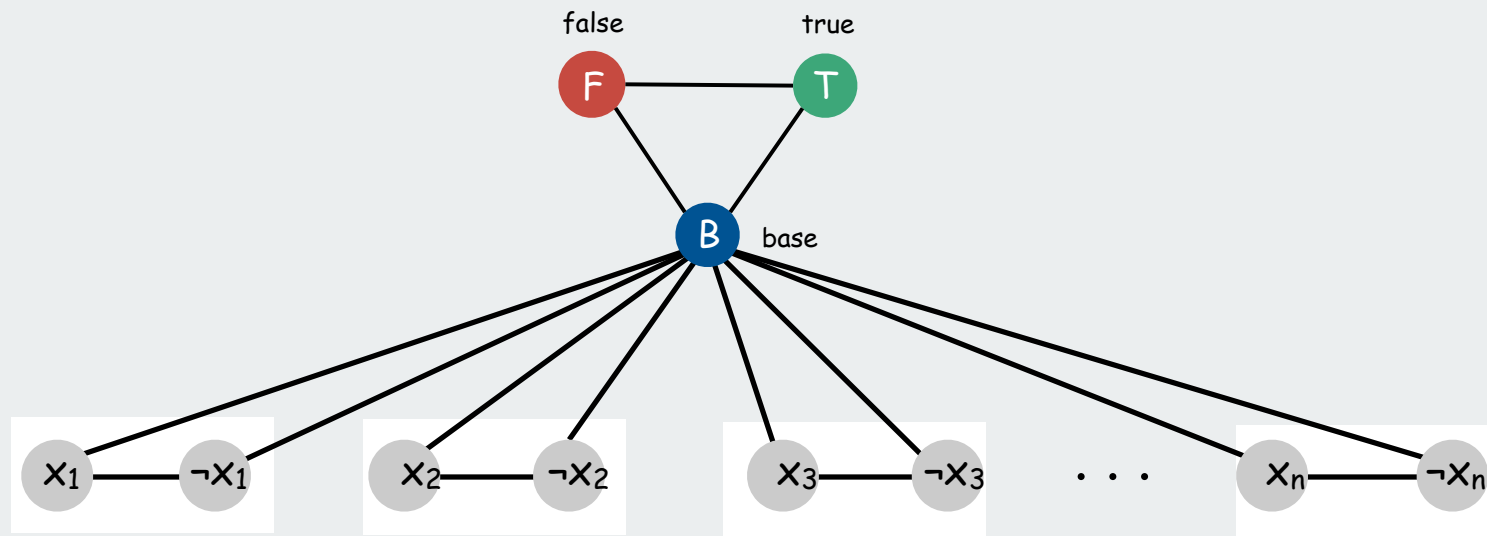 false true
F T
B base
x₁ ¬x₁ x₂ ¬x₂ x₃ ¬x₃ . . . xₙ ¬xₙ